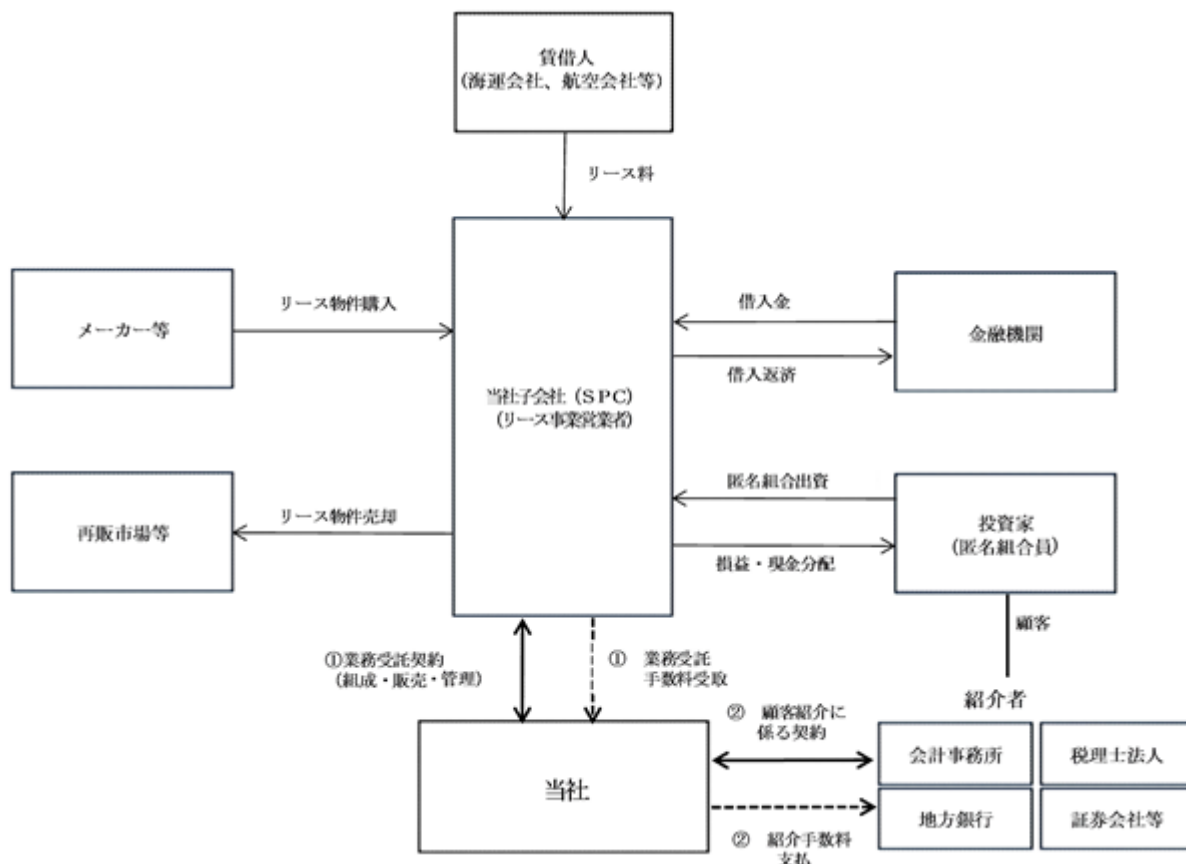 賃借人
(海運会社、航空会社等)
リース料
メーカー等
リース物件購入
当社子会社(SPC)
(リース事業営業者)
借入金
借入返済
金融機関
再販市場等
リース物件売却
匿名組合出資
損益・現金分配
投資家
(匿名組合員)
顧客
①業務受託契約
(組成・販売・管理)
① 業務受託
手数料受取
紹介者
当社
② 顧客紹介に
係る契約
② 紹介手数料
支払
会計事務所
税理士法人
地方銀行
証券会社等